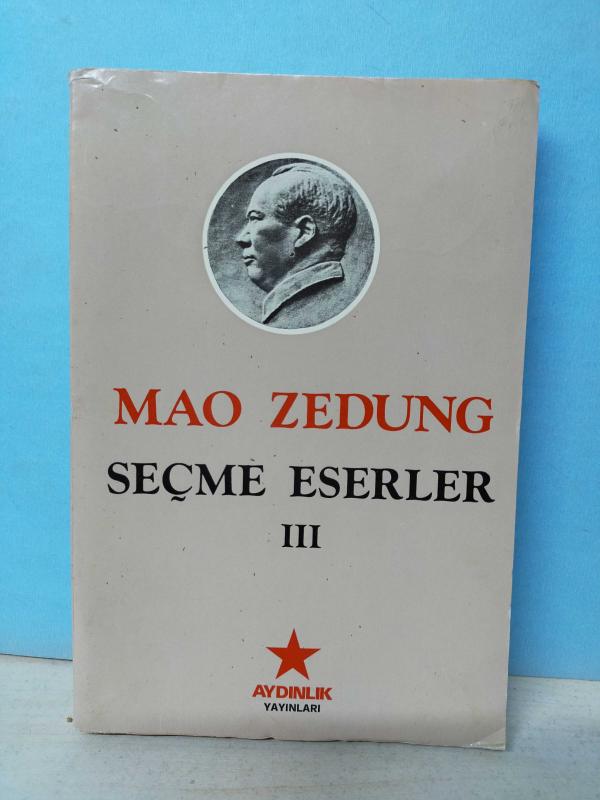 MAO ZEDUNG
SEÇME ESERLER
III
AYDINLIK
YAYINLARI